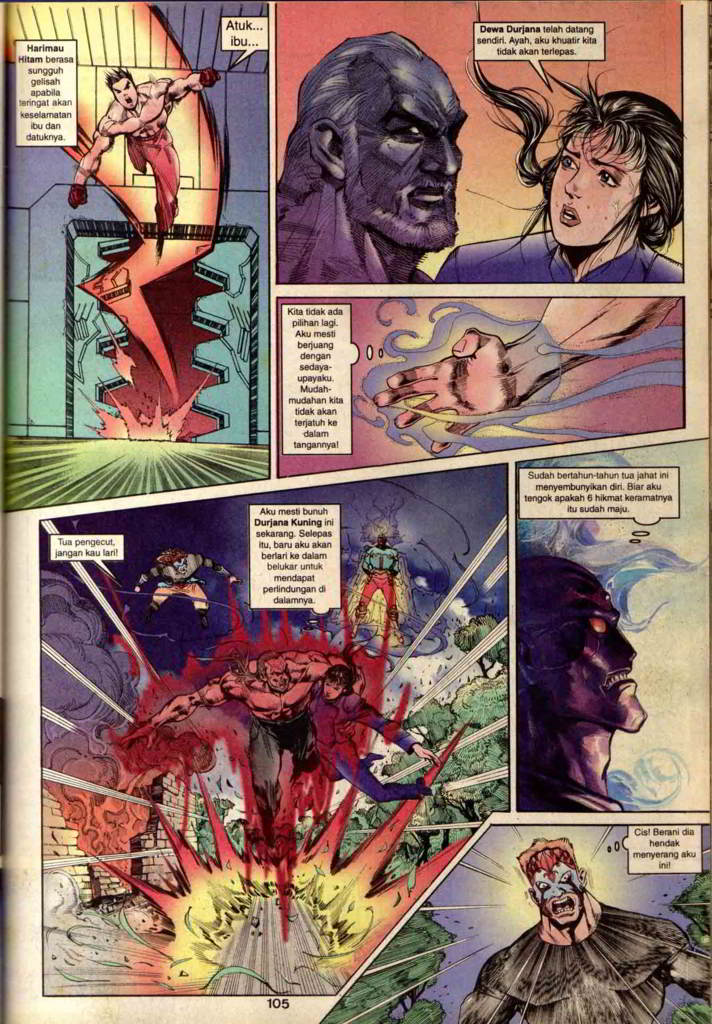 Harimau
Hitam berasa
sungguh
gelisah
apabila
teringat akan
keselamatan
ibu dan
datuknya.
Atuk...
ibu...
Dewa Durjana telah datang
sendiri. Ayah, aku khuatir kita
tidak akan terlepas.
Kita tidak ada
pilihan lagi.
Aku mesti
berjuang
dengan
sedaya-
upayaku.
Mudah-
mudahan kita
tidak akan
terjatuh ke
dalam
tangannya!
Tua pengecut,
jangan kau lari!
Aku mesti bunuh
Durjana Kuning ini
sekarang. Selepas
itu, baru aku akan
berlari ke dalam
belukar untuk
mendapat
perlindungan di
dalamnya.
Sudah bertahun-tahun tua jahat ini
menyembunyikan diri. Biar aku
tengok apakah 6 hikmat keramatnya
itu sudah maju.
Cis! Berani dia
hendak
menyerang aku
ini!
105